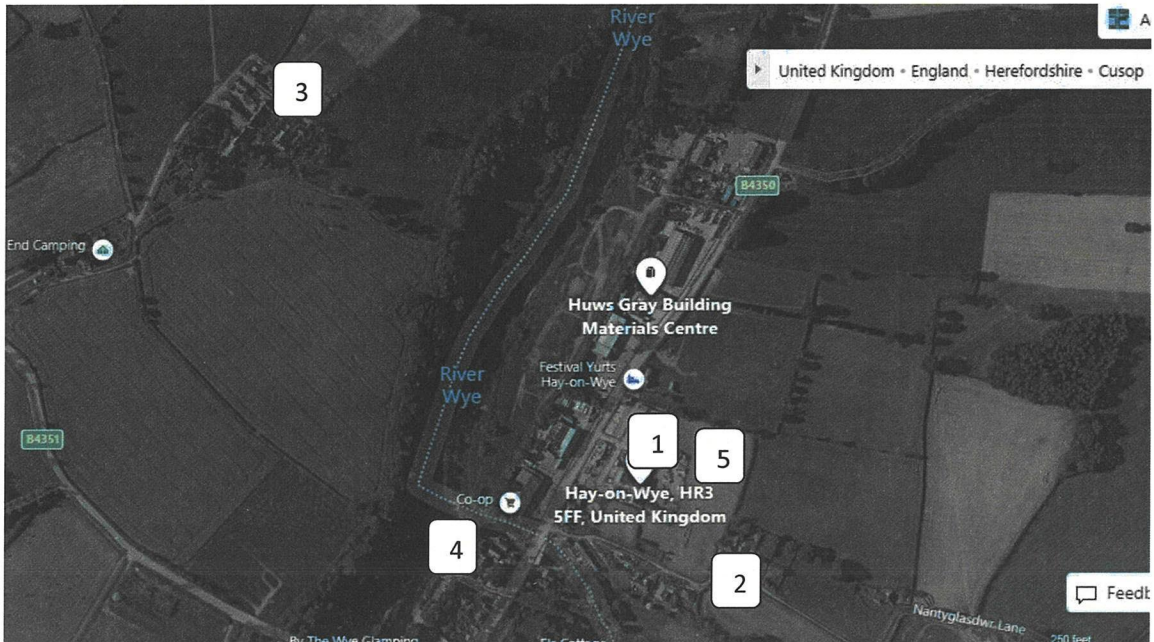 River
Wye
A
United Kingdom • England • Herefordshire • Cusop
3
B4350
End Camping
Huws Gray Building
Materials Centre
Festival Yurts
Hay-on-Wye
River
Wye
B4351
1
5
Co-op
Hay-on-Wye, HR3
5FF, United Kingdom
4
2
Feedb
Nantyglasdwr Lane
By The Wye Glamping
250 feet